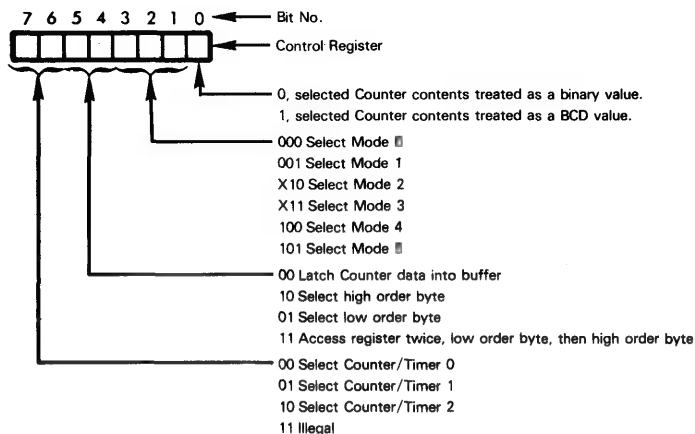 7 6 5 4 3 2 1 0 Bit No.
Control Register
0, selected Counter contents treated as a binary value.
1, selected Counter contents treated as a BCD value.
000 Select Mode
001 Select Mode 1
X10 Select Mode 2
X11 Select Mode 3
100 Select Mode 4
101 Select Mode
00 Latch Counter data into buffer
10 Select high order byte
01 Select low order byte
11 Access register twice, low order byte, then high order byte
00 Select Counter/Timer 0
01 Select Counter/Timer 1
10 Select Counter/Timer 2
11 Illegal